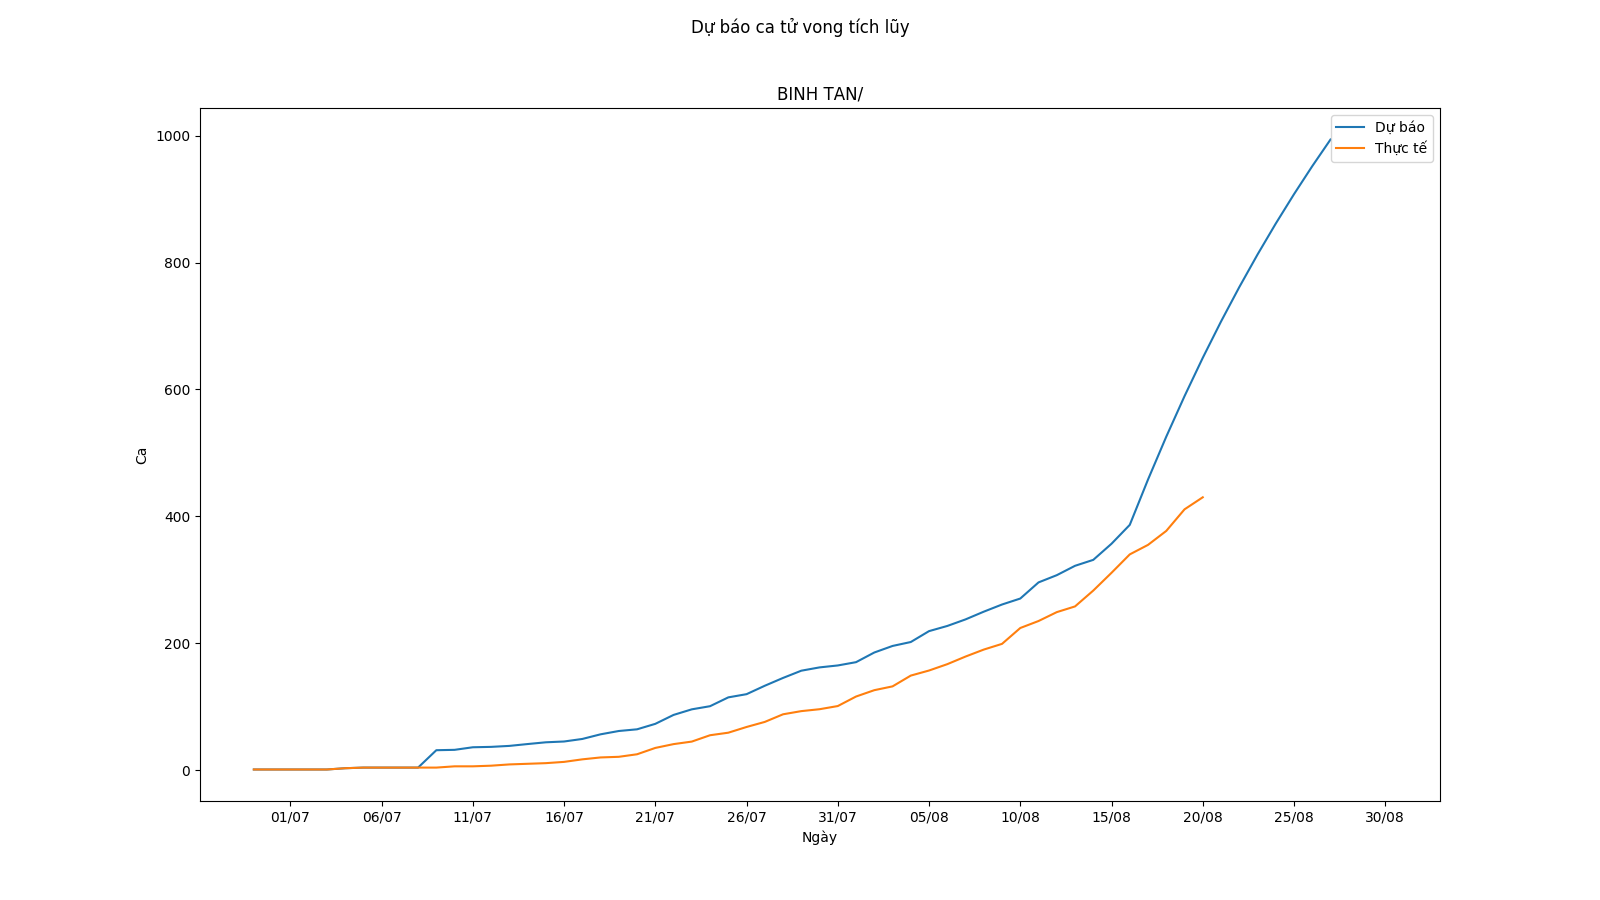 Dự báo ca tử vong tích lũy
BINH TAN/
Dự báo
Thực tế
1000
800
600
400
200
0
Ca
01/07 06/07 11/07 16/07 21/07 26/07 31/07 05/08 10/08 15/08 20/08 25/08 30/08
Ngày